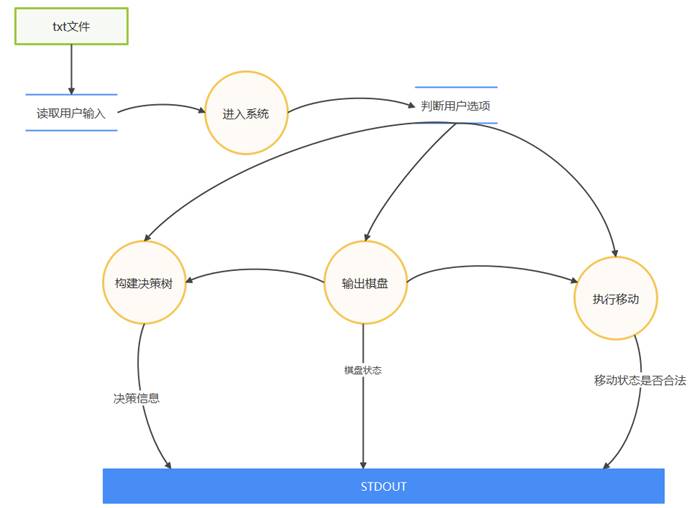 txt文件
读取用户输入
进入系统
判断用户选项
构建决策树
输出棋盘
执行移动
棋盘状态
移动状态是否合法
决策信息
STDOUT